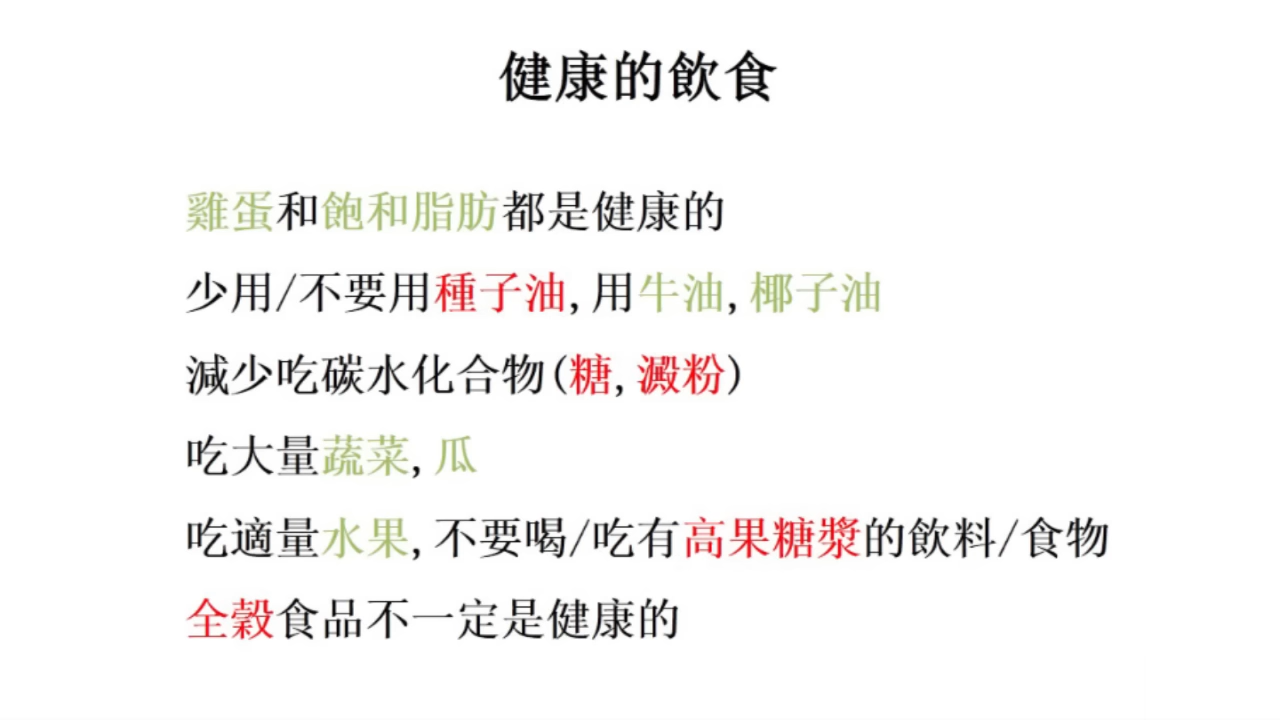 健康的飲食
雞蛋和飽和脂肪都是健康的
少用/不要用種子油,用牛油,椰子油
減少吃碳水化合物(糖,澱粉)
吃大量蔬菜,瓜
吃適量水果,不要喝/吃有高果糖漿的飲料/食物
全穀食品不一定是健康的